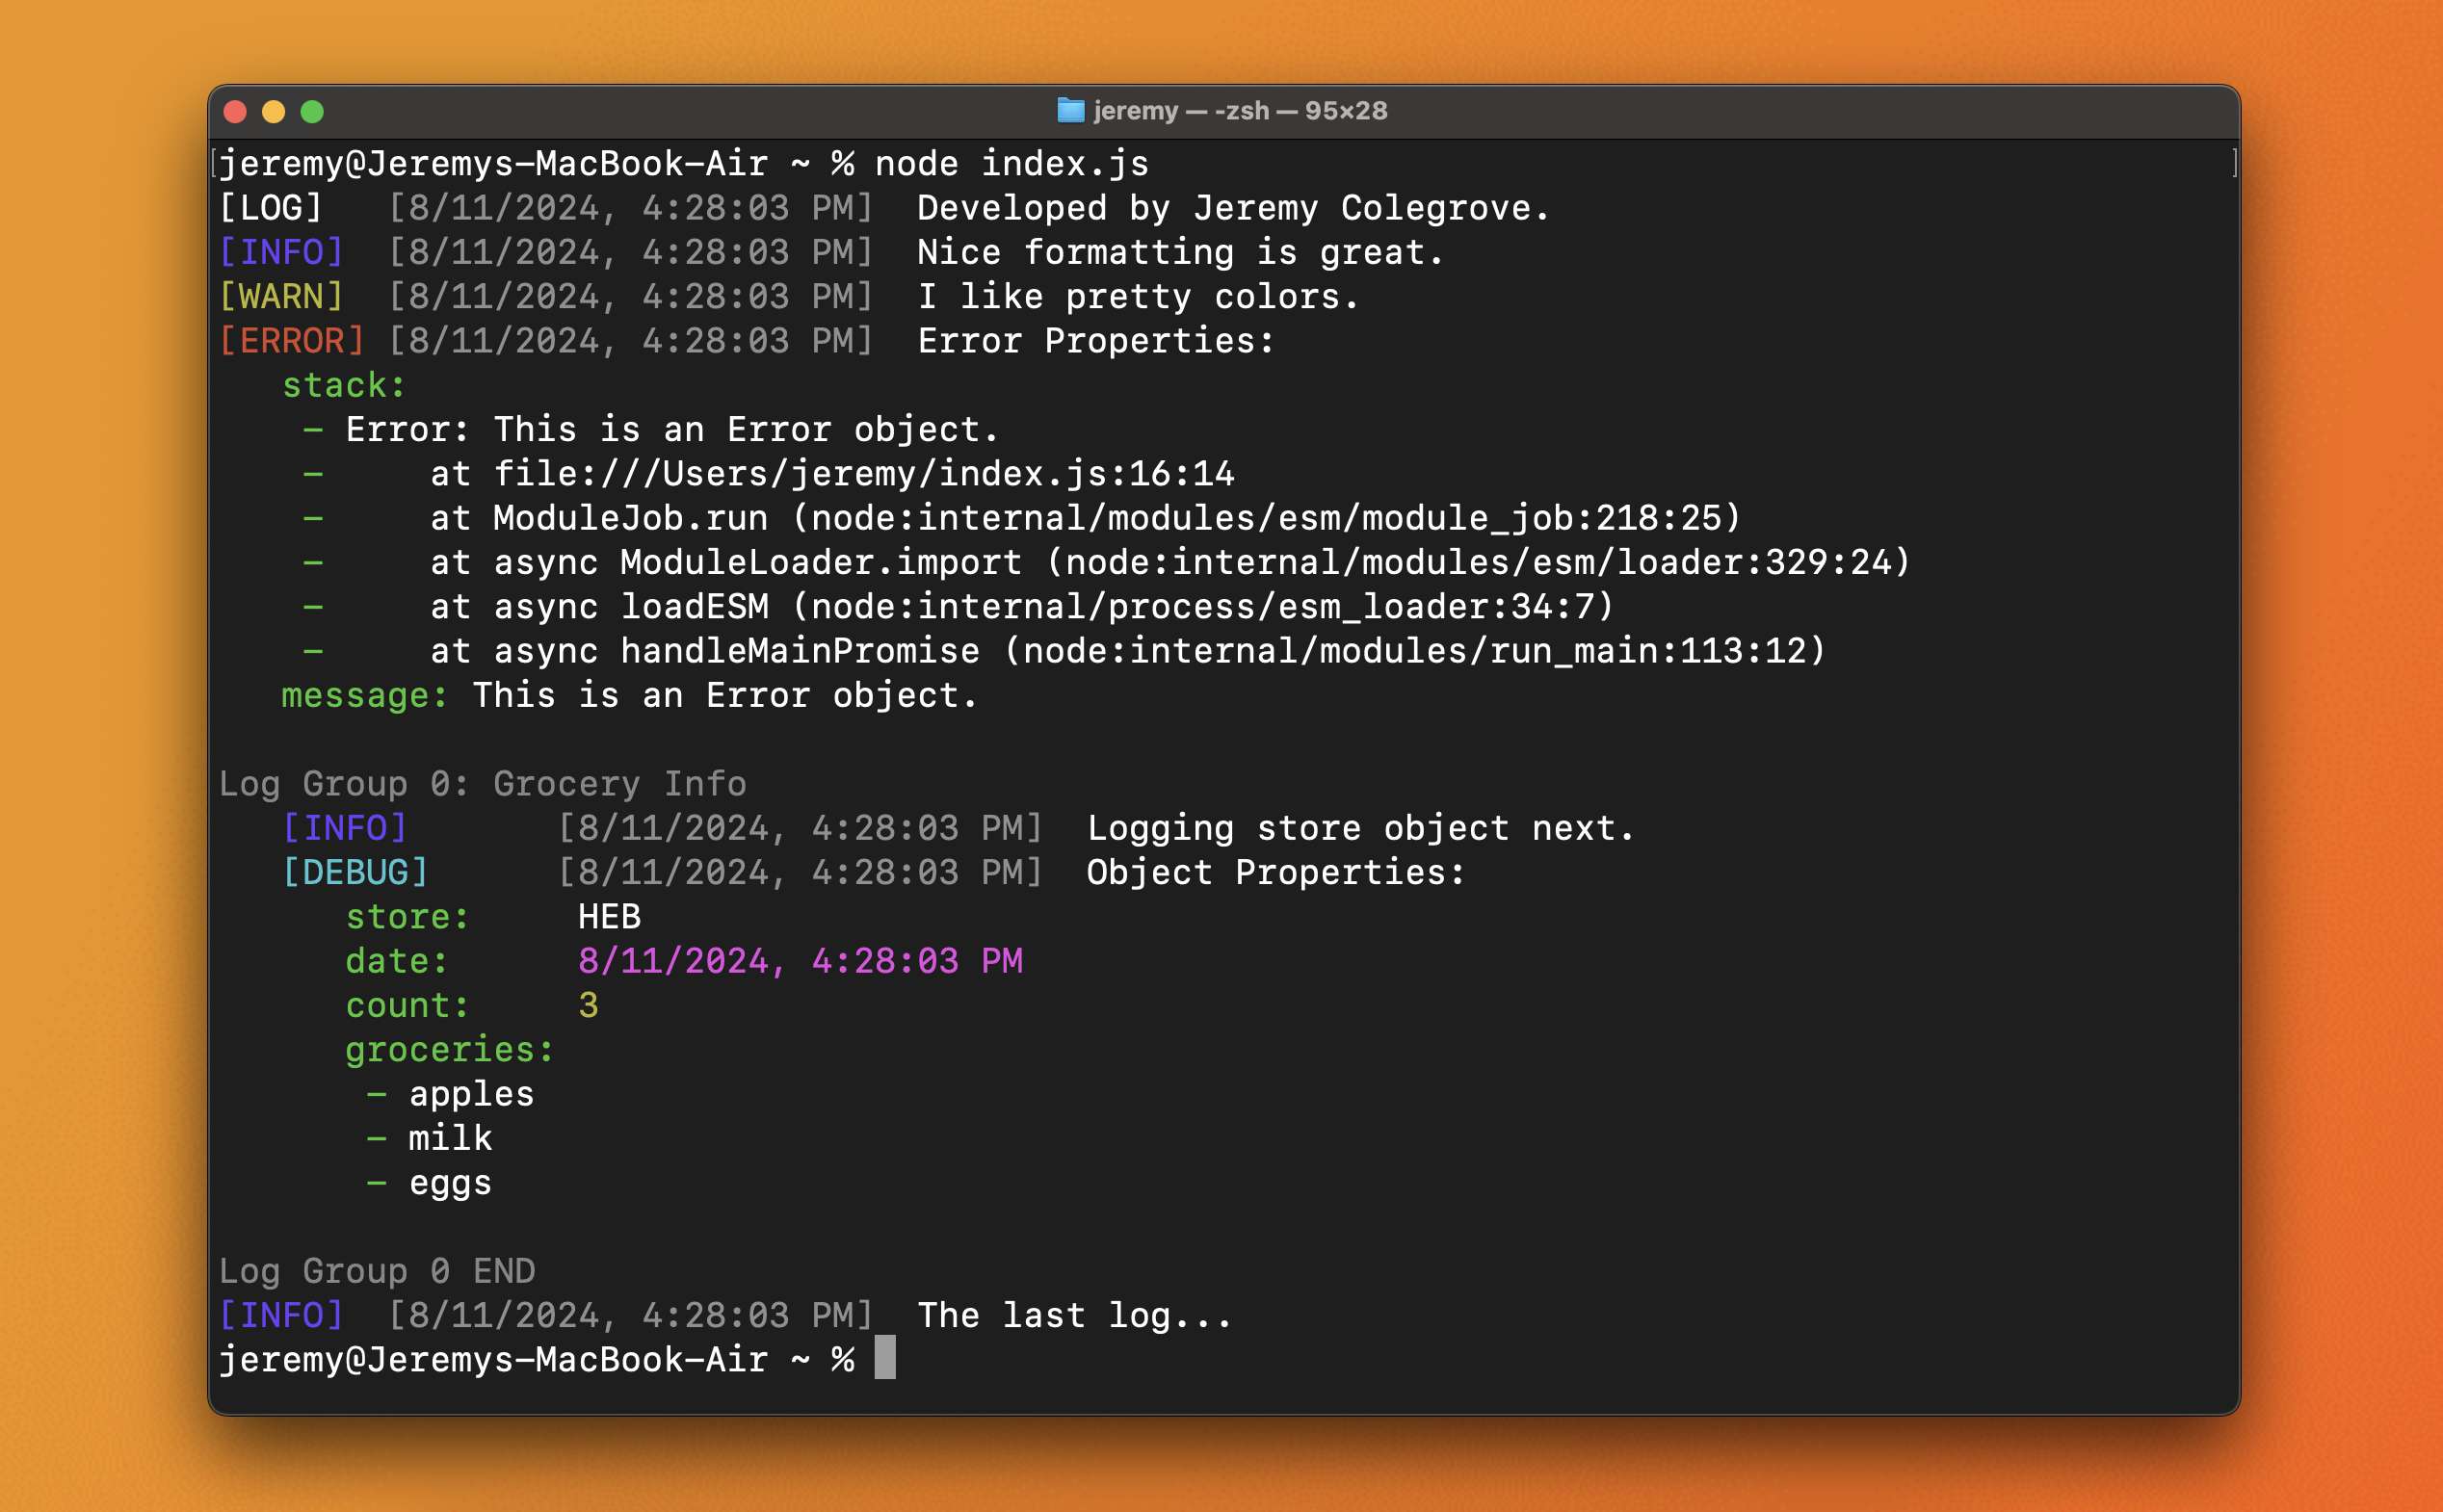 jeremy — -zsh — 95×28
jeremy@Jeremys-MacBook-Air ~ % node index.js
[LOG]   [8/11/2024, 4:28:03 PM]  Developed by Jeremy Colegrove.
[INFO]  [8/11/2024, 4:28:03 PM]  Nice formatting is great.
[WARN]  [8/11/2024, 4:28:03 PM]  I like pretty colors.
[ERROR] [8/11/2024, 4:28:03 PM]  Error Properties:
   stack:
    - Error: This is an Error object.
    -     at file:///Users/jeremy/index.js:16:14
    -     at ModuleJob.run (node:internal/modules/esm/module_job:218:25)
    -     at async ModuleLoader.import (node:internal/modules/esm/loader:329:24)
    -     at async loadESM (node:internal/process/esm_loader:34:7)
    -     at async handleMainPromise (node:internal/modules/run_main:113:12)
   message: This is an Error object.

Log Group 0: Grocery Info
   [INFO]       [8/11/2024, 4:28:03 PM]  Logging store object next.
   [DEBUG]      [8/11/2024, 4:28:03 PM]  Object Properties:
      store:     HEB
      date:      8/11/2024, 4:28:03 PM
      count:     3
      groceries:
       - apples
       - milk
       - eggs

Log Group 0 END
[INFO]  [8/11/2024, 4:28:03 PM]  The last log...
jeremy@Jeremys-MacBook-Air ~ %